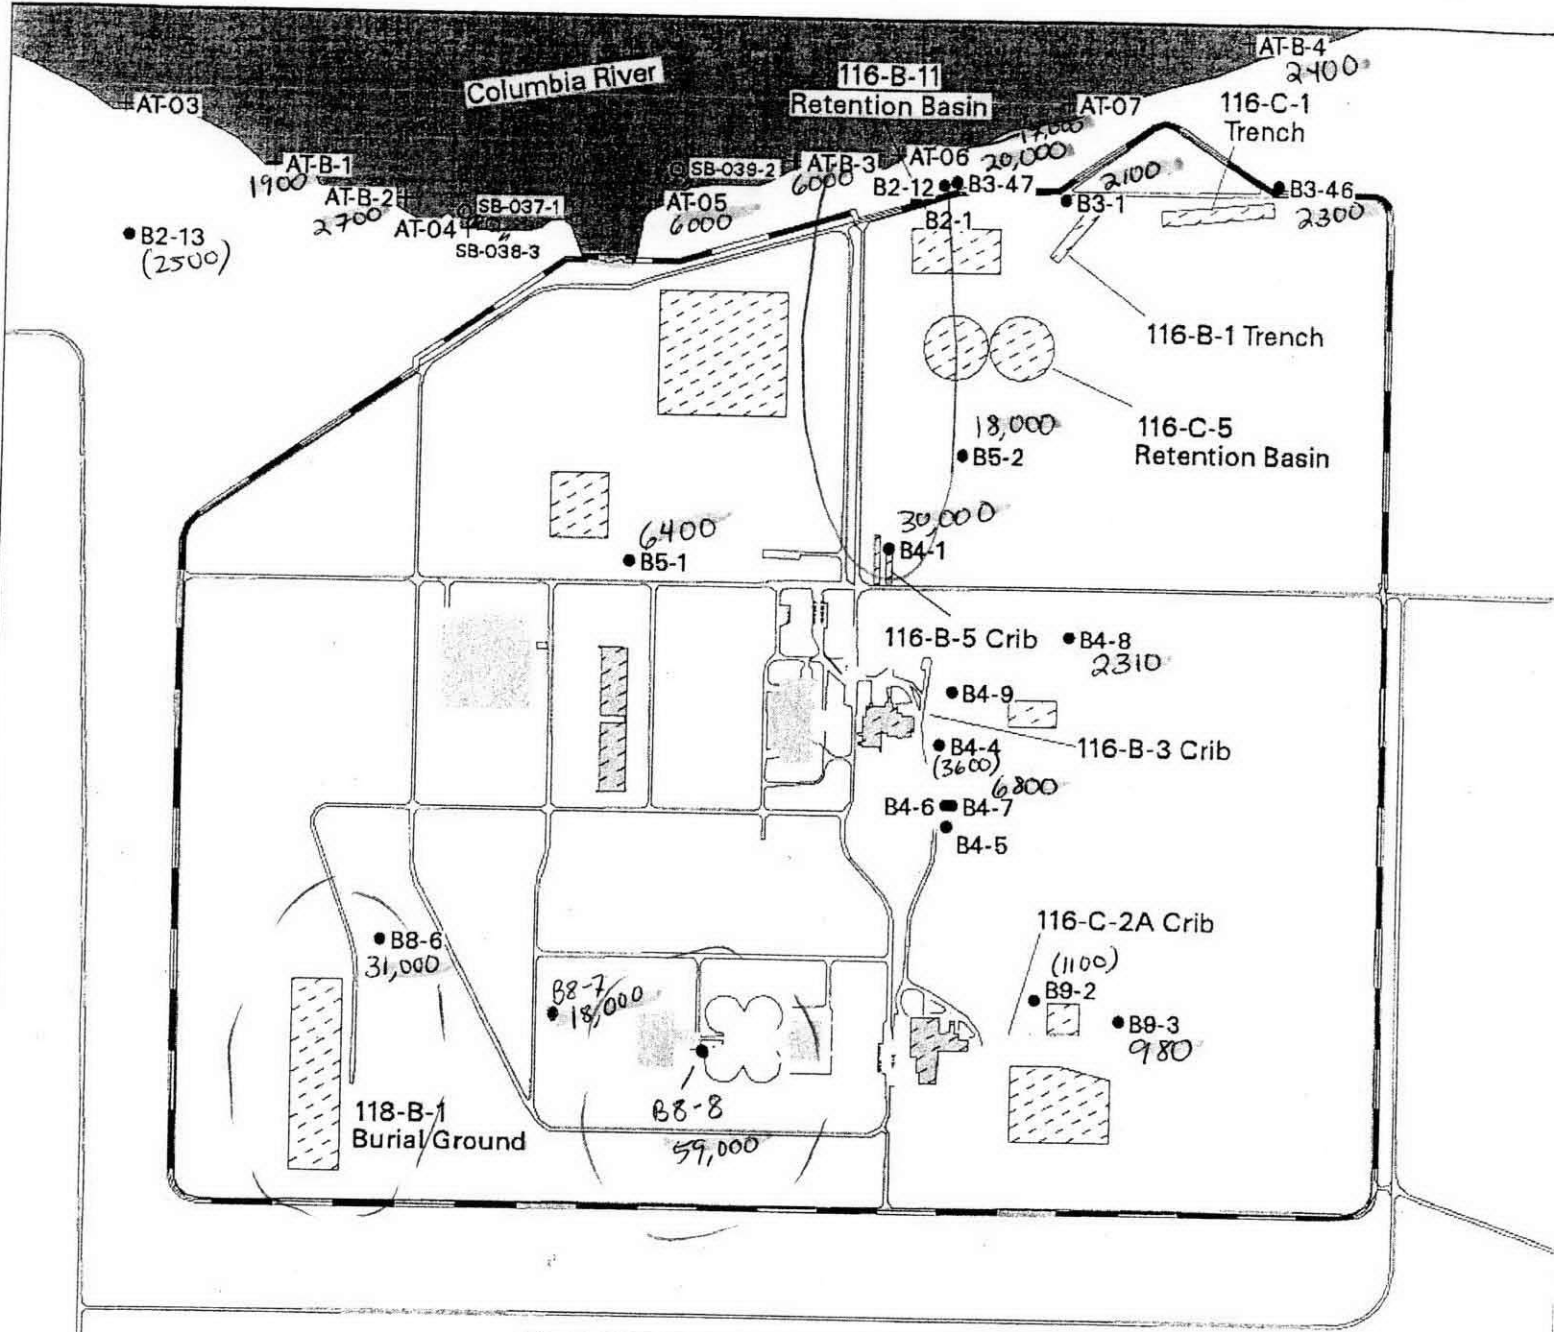 AT-B-4
2400
Columbia River
116-B-11
Retention Basin
AT-03
AT-07
116-C-1
Trench
17,000
AT-B-1
1900
SB-039-2
AT-B-3
6000
AT-06
20,000
2100
AT-B-2
2700
SB-037-1
AT-05
6000
B2-12
B3-47
B3-1
B3-46
2300
AT-04
B2-1
B2-13
(2500)
SB-038-3
116-B-1 Trench
18,000
B5-2
116-C-5
Retention Basin
6400
B5-1
30,000
B4-1
116-B-5 Crib
B4-8
2310
B4-9
B4-4
(3600)
116-B-3 Crib
6800
B4-6
B4-7
B4-5
116-C-2A Crib
(1100)
B8-6
31,000
B8-7
18,000
B9-2
B9-3
980
B8-8
59,000
118-B-1
Burial Ground